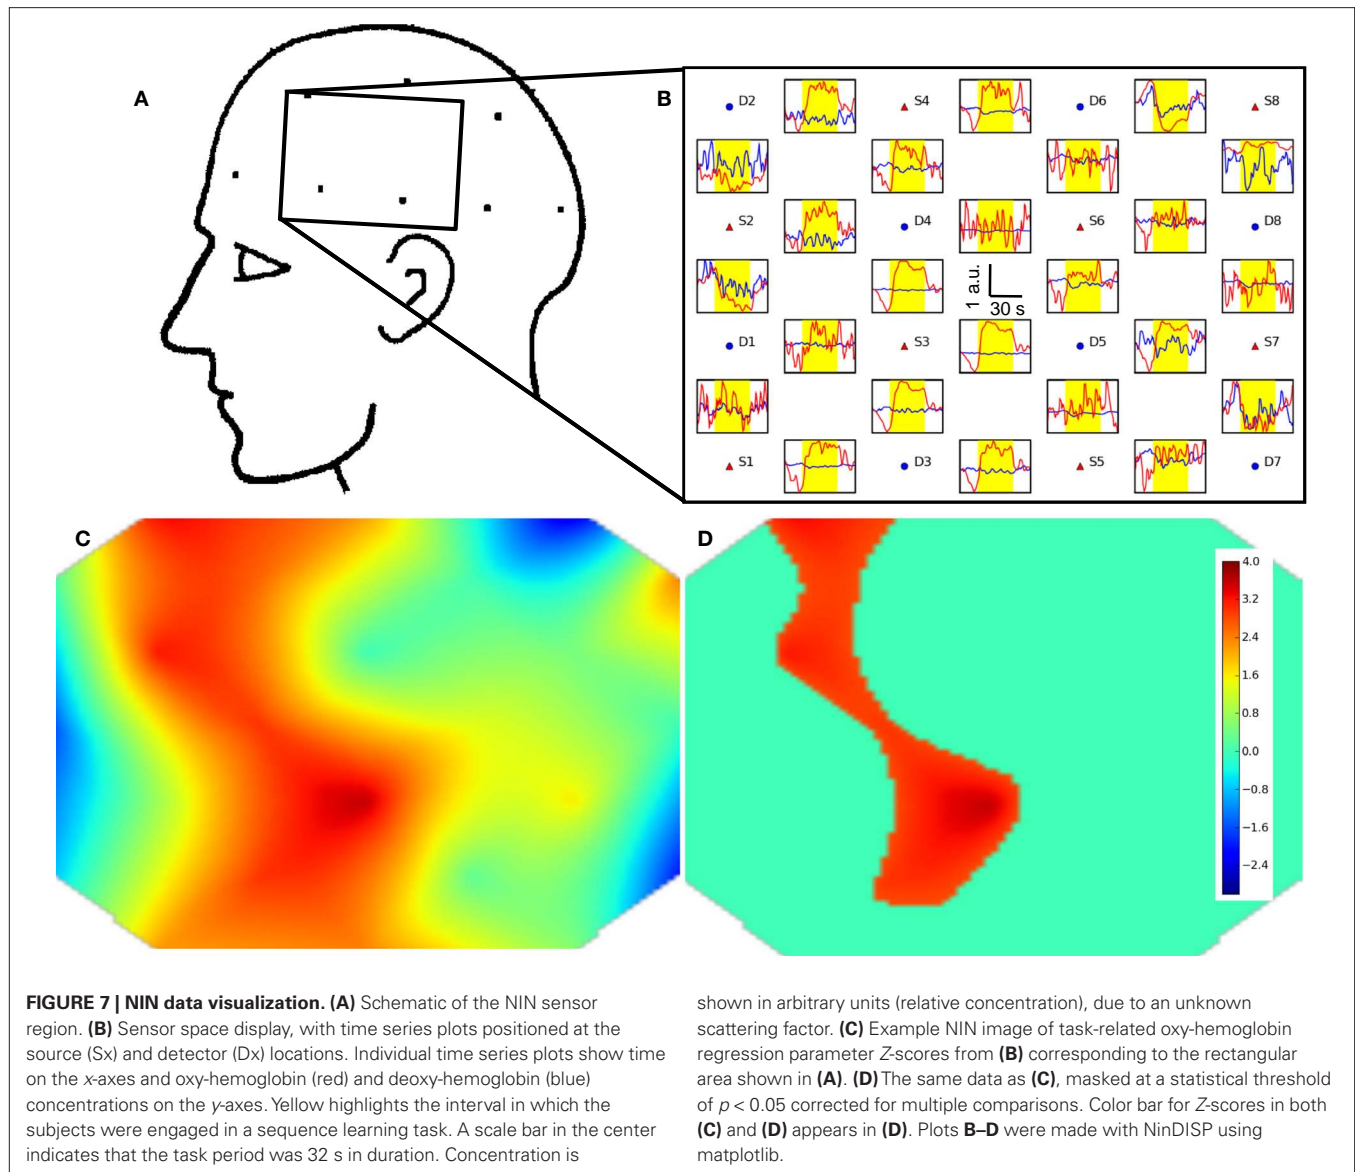 A
B
D2
S4
D6
S8
S2
D4
S6
D8
1 a.u.
30 s
D1
S3
D5
S7
S1
D3
S5
D7
C
D
4.0
3.2
2.4
1.6
0.8
0.0
−0.8
−1.6
−2.4
FIGURE 7 | NIN data visualization. (A) Schematic of the NIN sensor
region. (B) Sensor space display, with time series plots positioned at the
source (Sx) and detector (Dx) locations. Individual time series plots show time
on the x-axes and oxy-hemoglobin (red) and deoxy-hemoglobin (blue)
concentrations on the y-axes. Yellow highlights the interval in which the
subjects were engaged in a sequence learning task. A scale bar in the center
indicates that the task period was 32 s in duration. Concentration is
shown in arbitrary units (relative concentration), due to an unknown
scattering factor. (C) Example NIN image of task-related oxy-hemoglobin
regression parameter Z-scores from (B) corresponding to the rectangular
area shown in (A). (D) The same data as (C), masked at a statistical threshold
of p < 0.05 corrected for multiple comparisons. Color bar for Z-scores in both
(C) and (D) appears in (D). Plots B–D were made with NinDISP using
matplotlib.